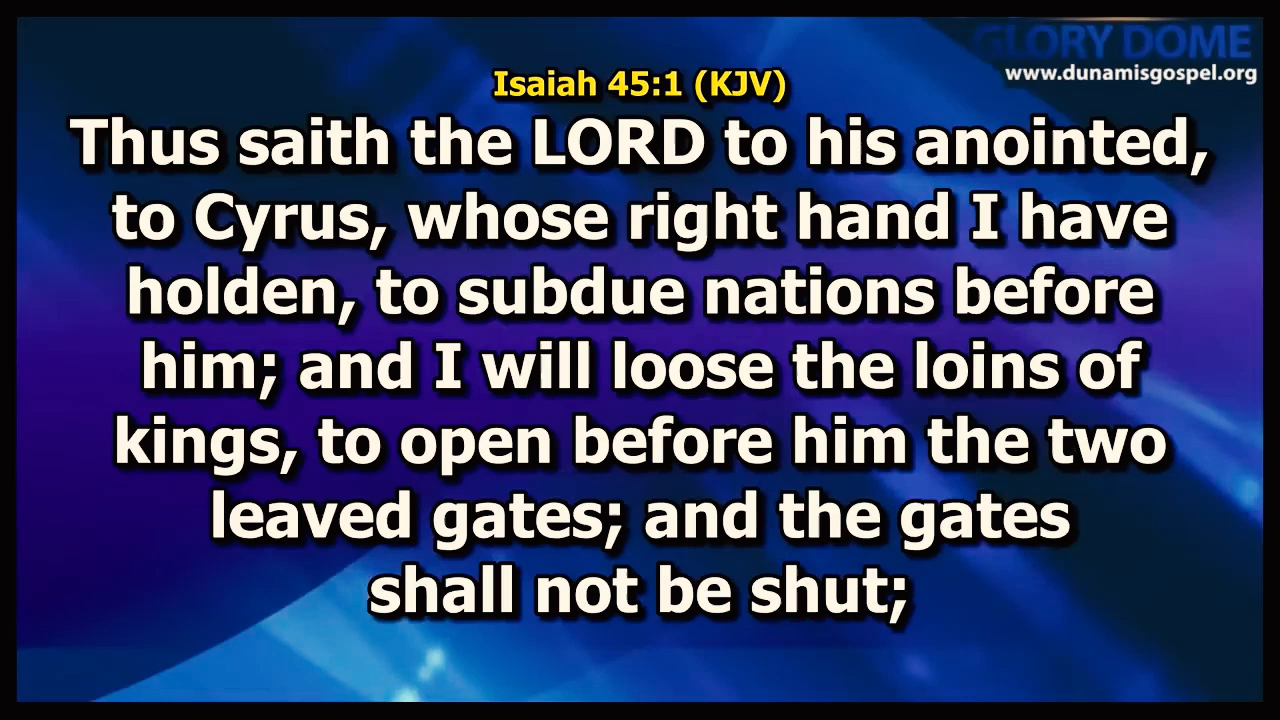 GLORY DOME
www.dunamisgospel.org
Isaiah 45:1 (KJV)
Thus saith the LORD to his anointed,
to Cyrus, whose right hand I have
holden, to subdue nations before
him; and I will loose the loins of
kings, to open before him the two
leaved gates; and the gates
shall not be shut;